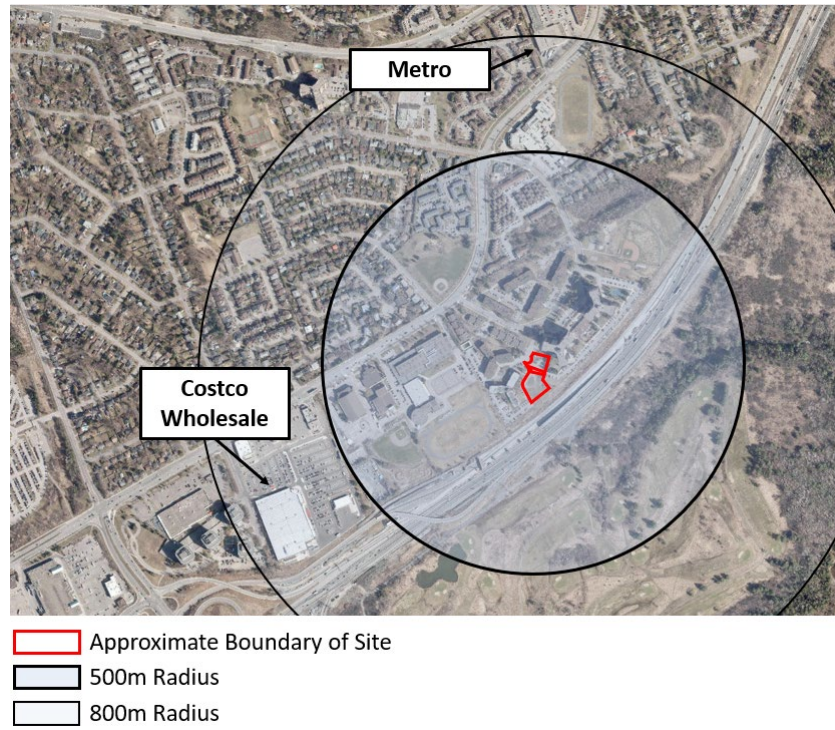 Metro
Costco
Wholesale
Approximate Boundary of Site
500m Radius
800m Radius